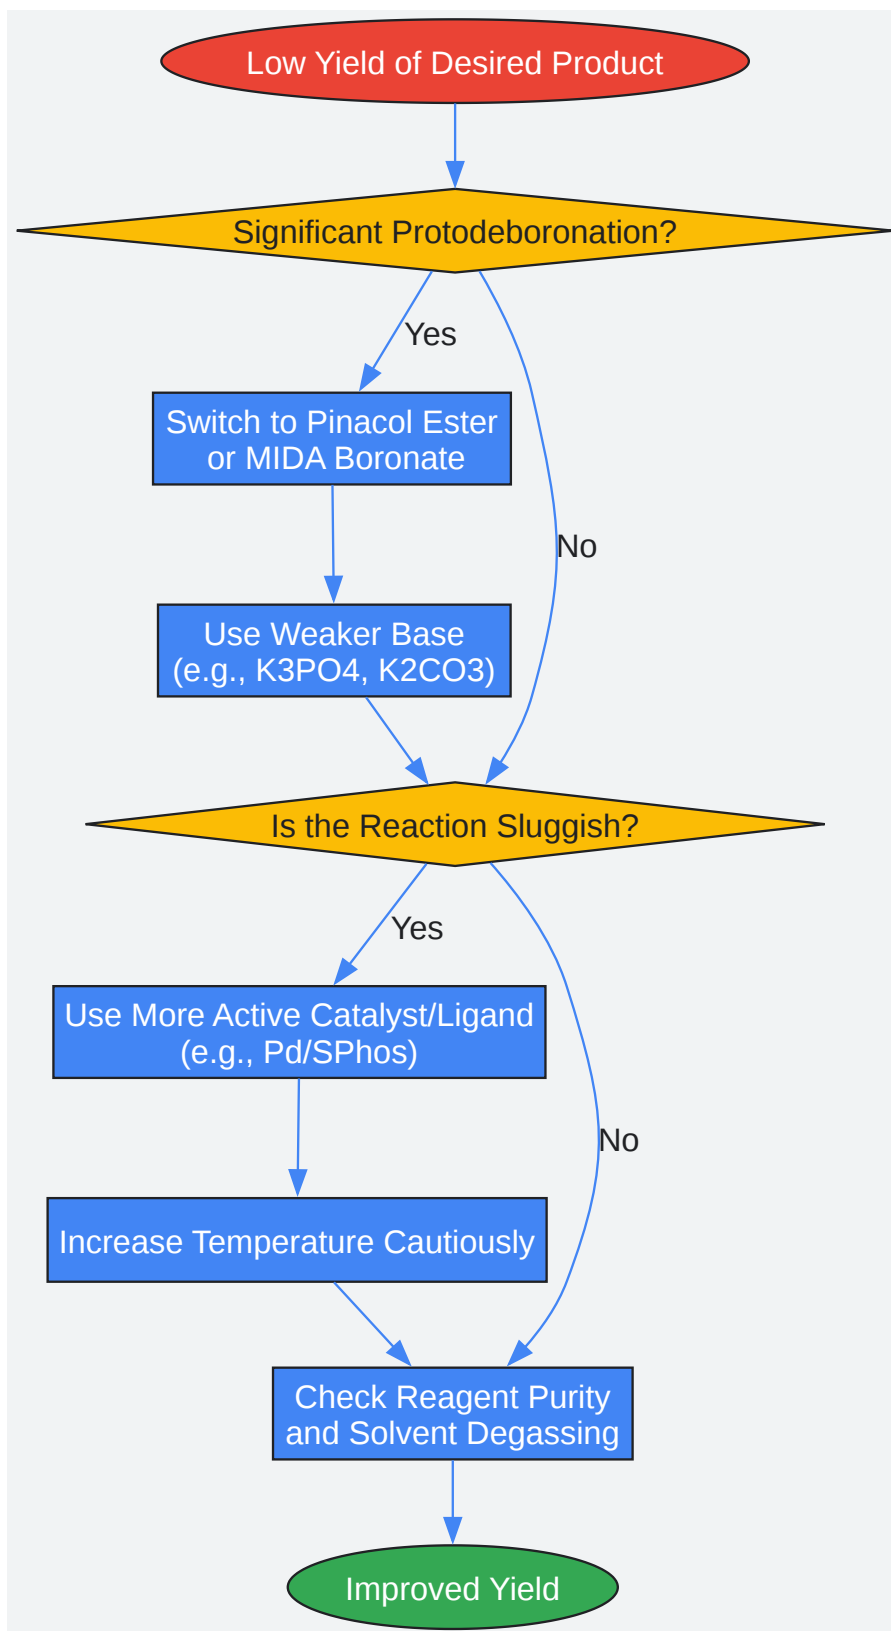 Low Yield of Desired Product
Significant Protodeboronation?
Yes
Switch to Pinacol Ester
or MIDA Boronate
No
Use Weaker Base
(e.g., K3PO4, K2CO3)
Is the Reaction Sluggish?
Yes
Use More Active Catalyst/Ligand
(e.g., Pd/SPhos)
No
Increase Temperature Cautiously
Check Reagent Purity
and Solvent Degassing
Improved Yield